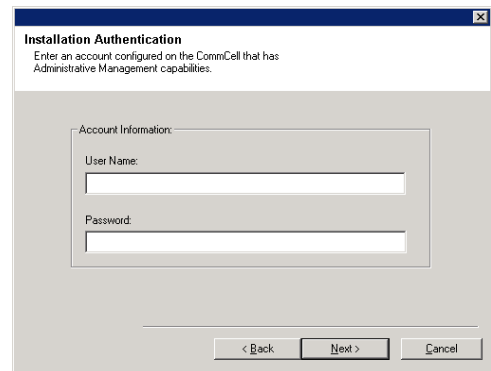 Installation Authentication
Enter an account configured on the CommCell that has
Administrative Management capabilities.
Account Information:
User Name:
Password:
< Back
Next >
Cancel